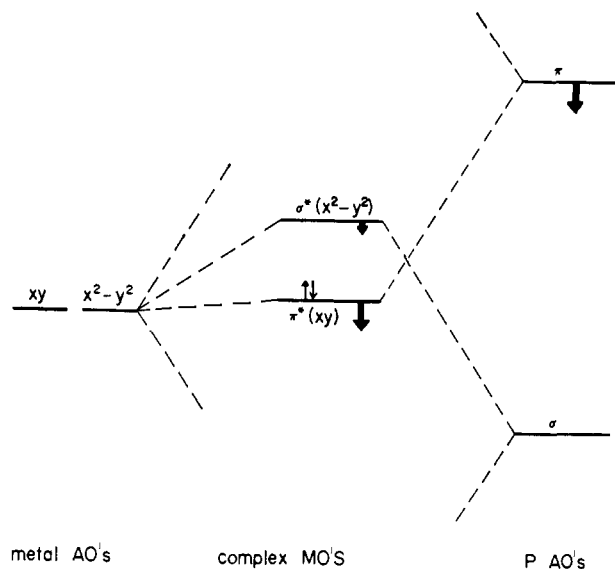 π
σ* (x²-y²)
xy
x²-y²
π* (xy)
σ
metal AO's
complex MO'S
P AO's